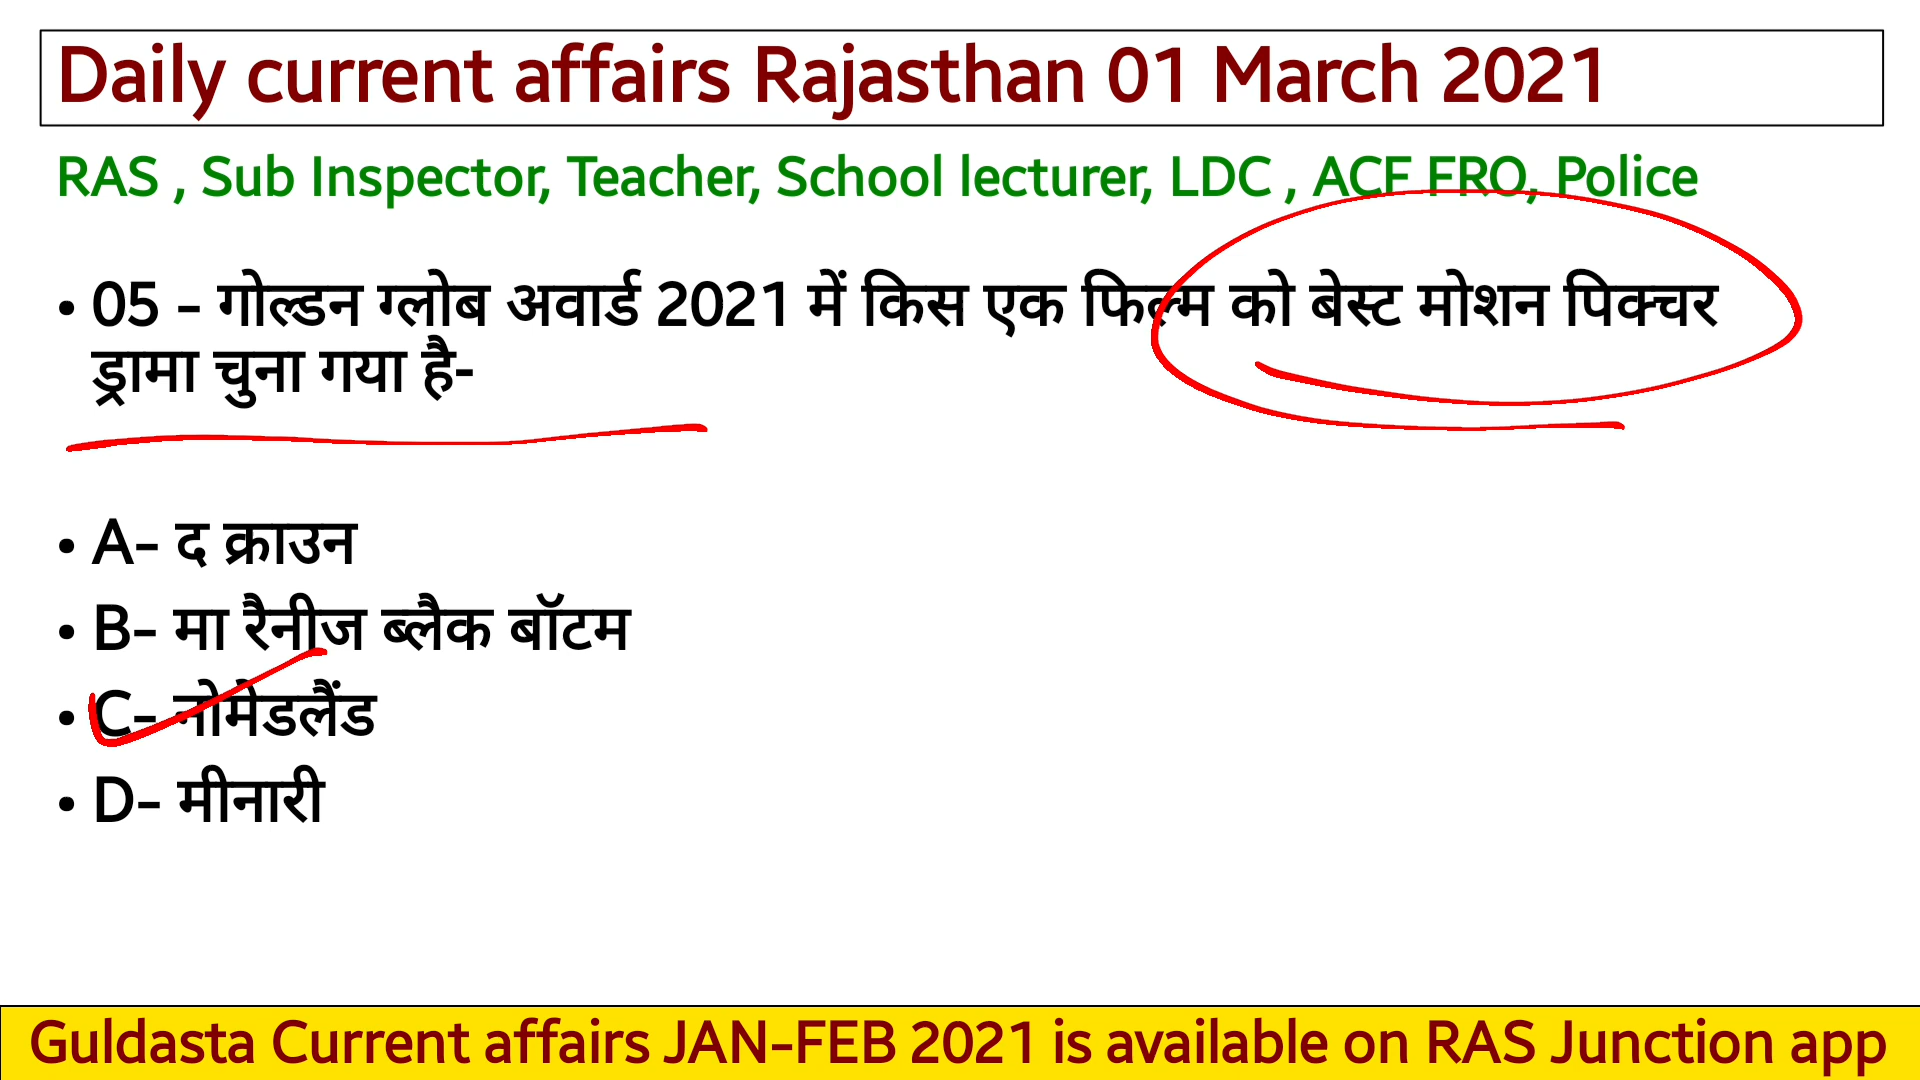 Daily current affairs Rajasthan 01 March 2021
RAS , Sub Inspector, Teacher, School lecturer, LDC , ACF FRO, Police
• 05 - गोल्डन ग्लोब अवार्ड 2021 में किस एक फिल्म को बेस्ट मोशन पिक्चर
ड्रामा चुना गया है-
• A- द क्राउन
• B- मा रैनीज ब्लैक बॉटम
• C- नोमैडलैंड
• D- मीनारी
Guldasta Current affairs JAN-FEB 2021 is available on RAS Junction app